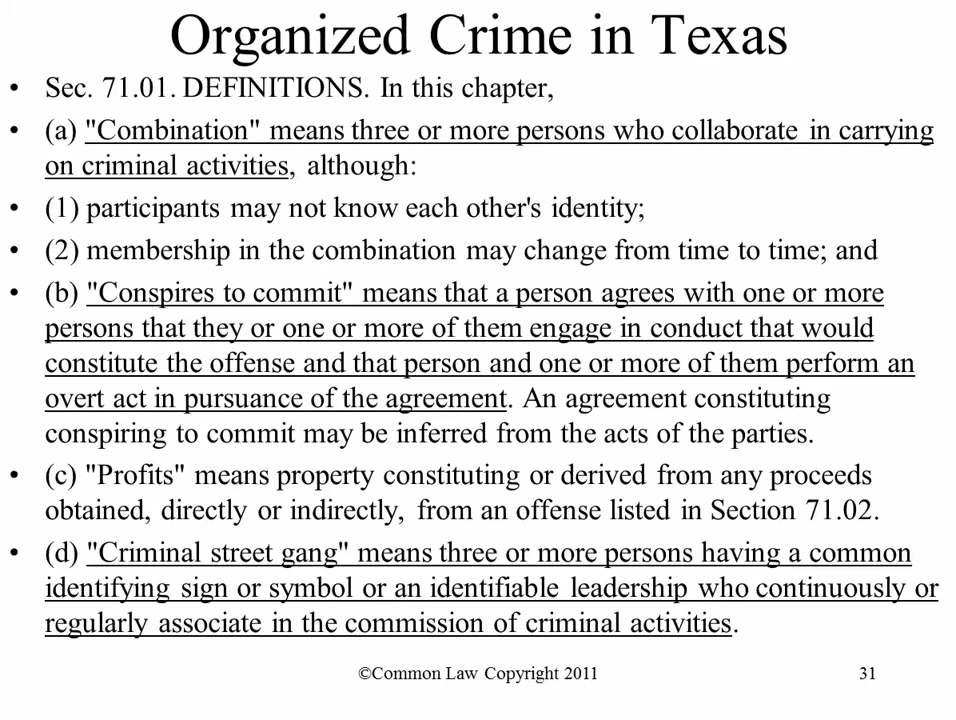 Organized Crime in Texas
• Sec. 71.01. DEFINITIONS. In this chapter,
• (a) "Combination" means three or more persons who collaborate in carrying
on criminal activities, although:
• (1) participants may not know each other's identity;
• (2) membership in the combination may change from time to time; and
• (b) "Conspires to commit" means that a person agrees with one or more
persons that they or one or more of them engage in conduct that would
constitute the offense and that person and one or more of them perform an
overt act in pursuance of the agreement. An agreement constituting
conspiring to commit may be inferred from the acts of the parties.
• (c) "Profits" means property constituting or derived from any proceeds
obtained, directly or indirectly, from an offense listed in Section 71.02.
• (d) "Criminal street gang" means three or more persons having a common
identifying sign or symbol or an identifiable leadership who continuously or
regularly associate in the commission of criminal activities.
©Common Law Copyright 2011
31